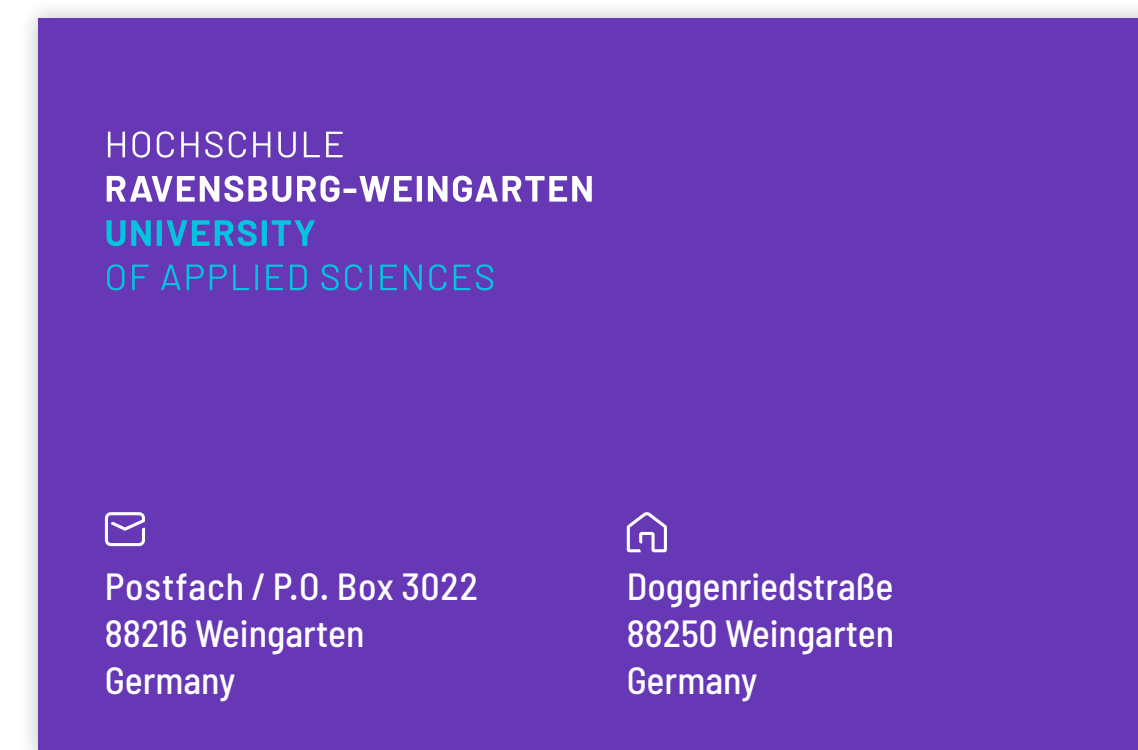 HOCHSCHULE
RAVENSBURG-WEINGARTEN
UNIVERSITY
OF APPLIED SCIENCES
Postfach / P.O. Box 3022
88216 Weingarten
Germany
Doggenriedstraße
88250 Weingarten
Germany